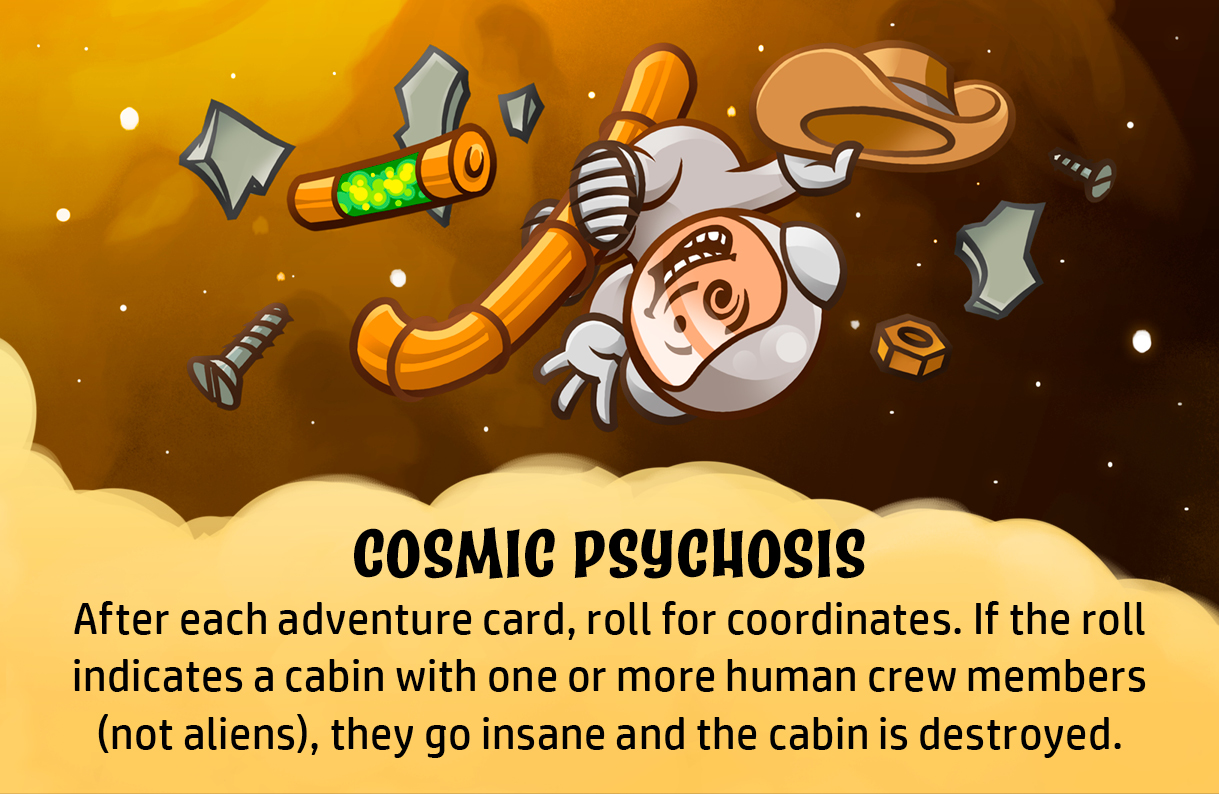 COSMIC PSYCHOSIS
After each adventure card, roll for coordinates. If the roll
indicates a cabin with one or more human crew members
(not aliens), they go insane and the cabin is destroyed.